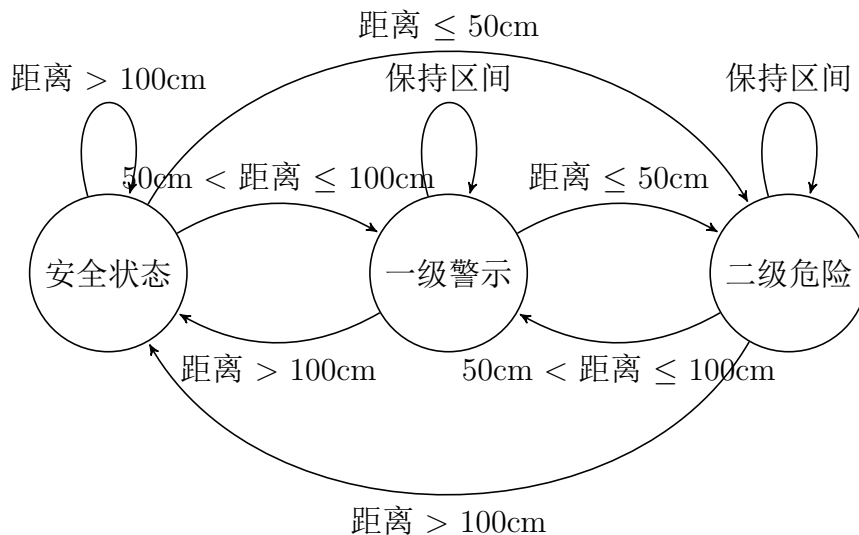 距离 ≤ 50cm
距离 > 100cm
保持区间
保持区间
50cm < 距离 ≤ 100cm
距离 ≤ 50cm
安全状态
一级警示
二级危险
距离 > 100cm
50cm < 距离 ≤ 100cm
距离 > 100cm